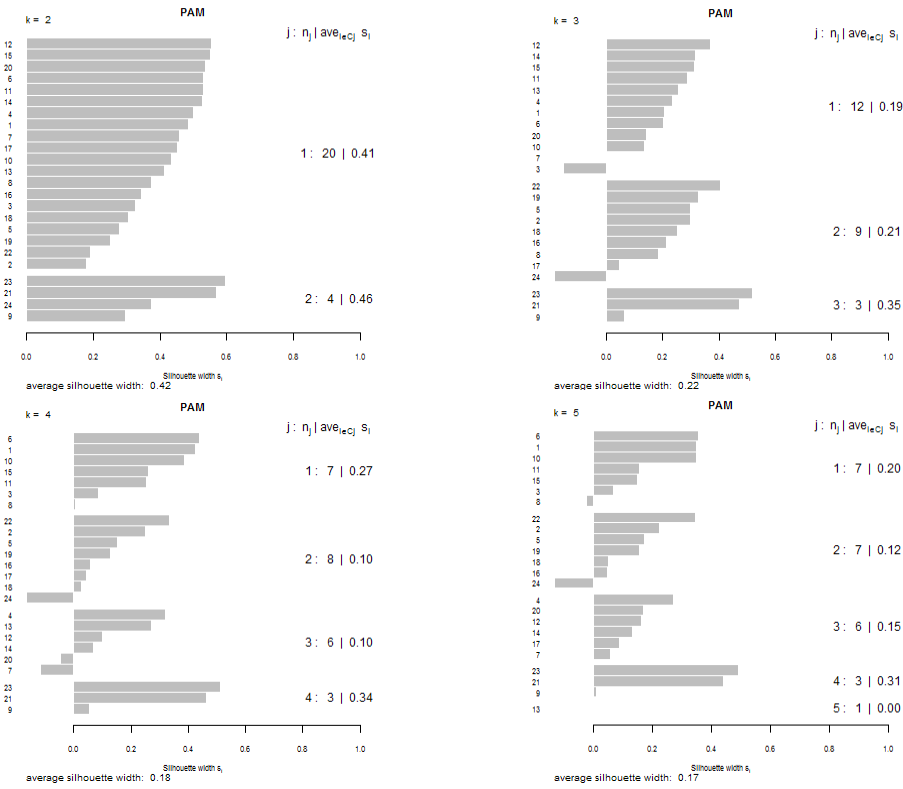 PAM
k = 2
j : nj | aveiϵCj si
12
15
20
6
11
14
4
1
7
17
10
13
8
16
3
18
5
19
22
2
1 : 20 | 0.41
23
21
24
9
2 : 4 | 0.46
0.0 0.2 0.4 0.6 0.8 1.0
Silhouette width si
average silhouette width: 0.42
PAM
k = 3
j : nj | aveiϵCj si
12
14
15
11
13
4
1
6
20
10
7
3
1 : 12 | 0.19
22
19
5
2
18
16
8
17
24
2 : 9 | 0.21
23
21
9
3 : 3 | 0.35
0.0 0.2 0.4 0.6 0.8 1.0
Silhouette width si
average silhouette width: 0.22
PAM
k = 4
j : nj | aveiϵCj si
6
1
10
15
11
3
8
1 : 7 | 0.27
22
2
5
19
16
17
18
24
2 : 8 | 0.10
4
13
12
14
20
7
3 : 6 | 0.10
23
21
9
4 : 3 | 0.34
0.0 0.2 0.4 0.6 0.8 1.0
Silhouette width si
average silhouette width: 0.18
PAM
k = 5
j : nj | aveiϵCj si
6
1
10
11
15
3
8
1 : 7 | 0.20
22
2
5
19
18
16
24
2 : 7 | 0.12
4
20
12
14
17
7
3 : 6 | 0.15
23
21
9
4 : 3 | 0.31
13
5 : 1 | 0.00
0.0 0.2 0.4 0.6 0.8 1.0
Silhouette width si
average silhouette width: 0.17